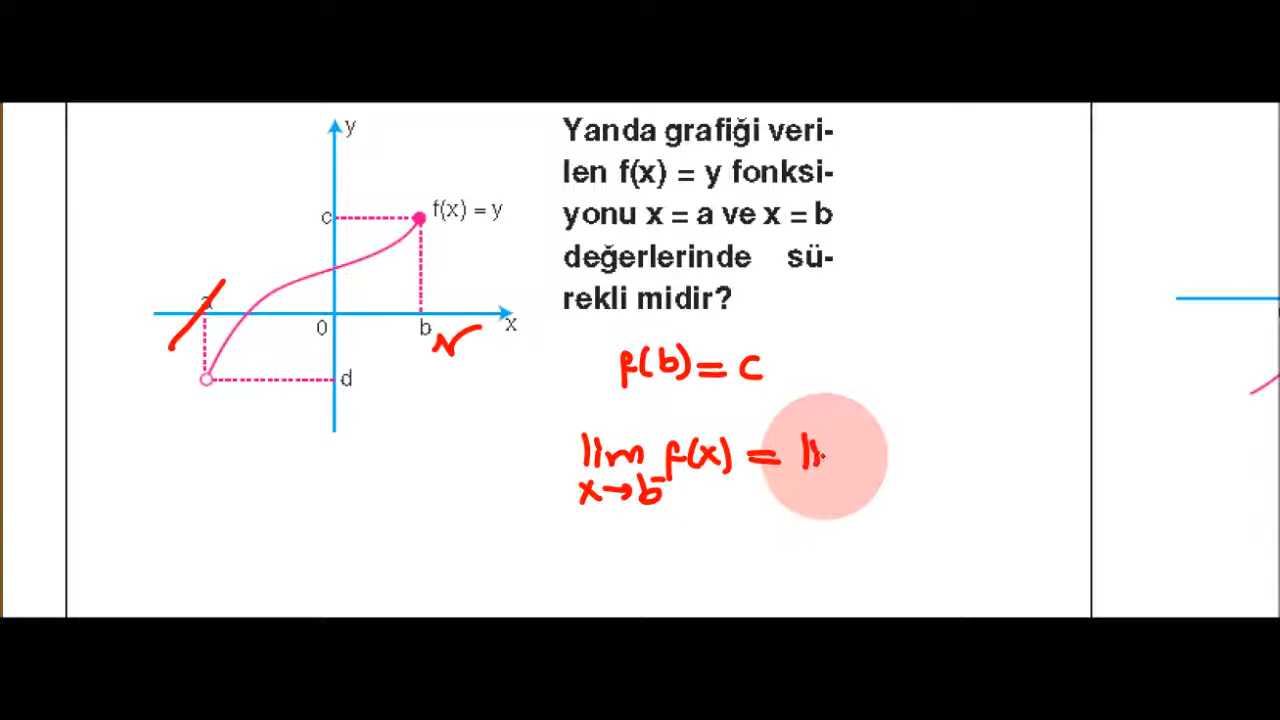 y
c
f(x) = y
a
0
b
x
d
Yanda grafiği veri-
len f(x) = y fonksi-
yonu x = a ve x = b
değerlerinde sü-
rekli midir?
f(b) = c
lim f(x) =
x→b⁻